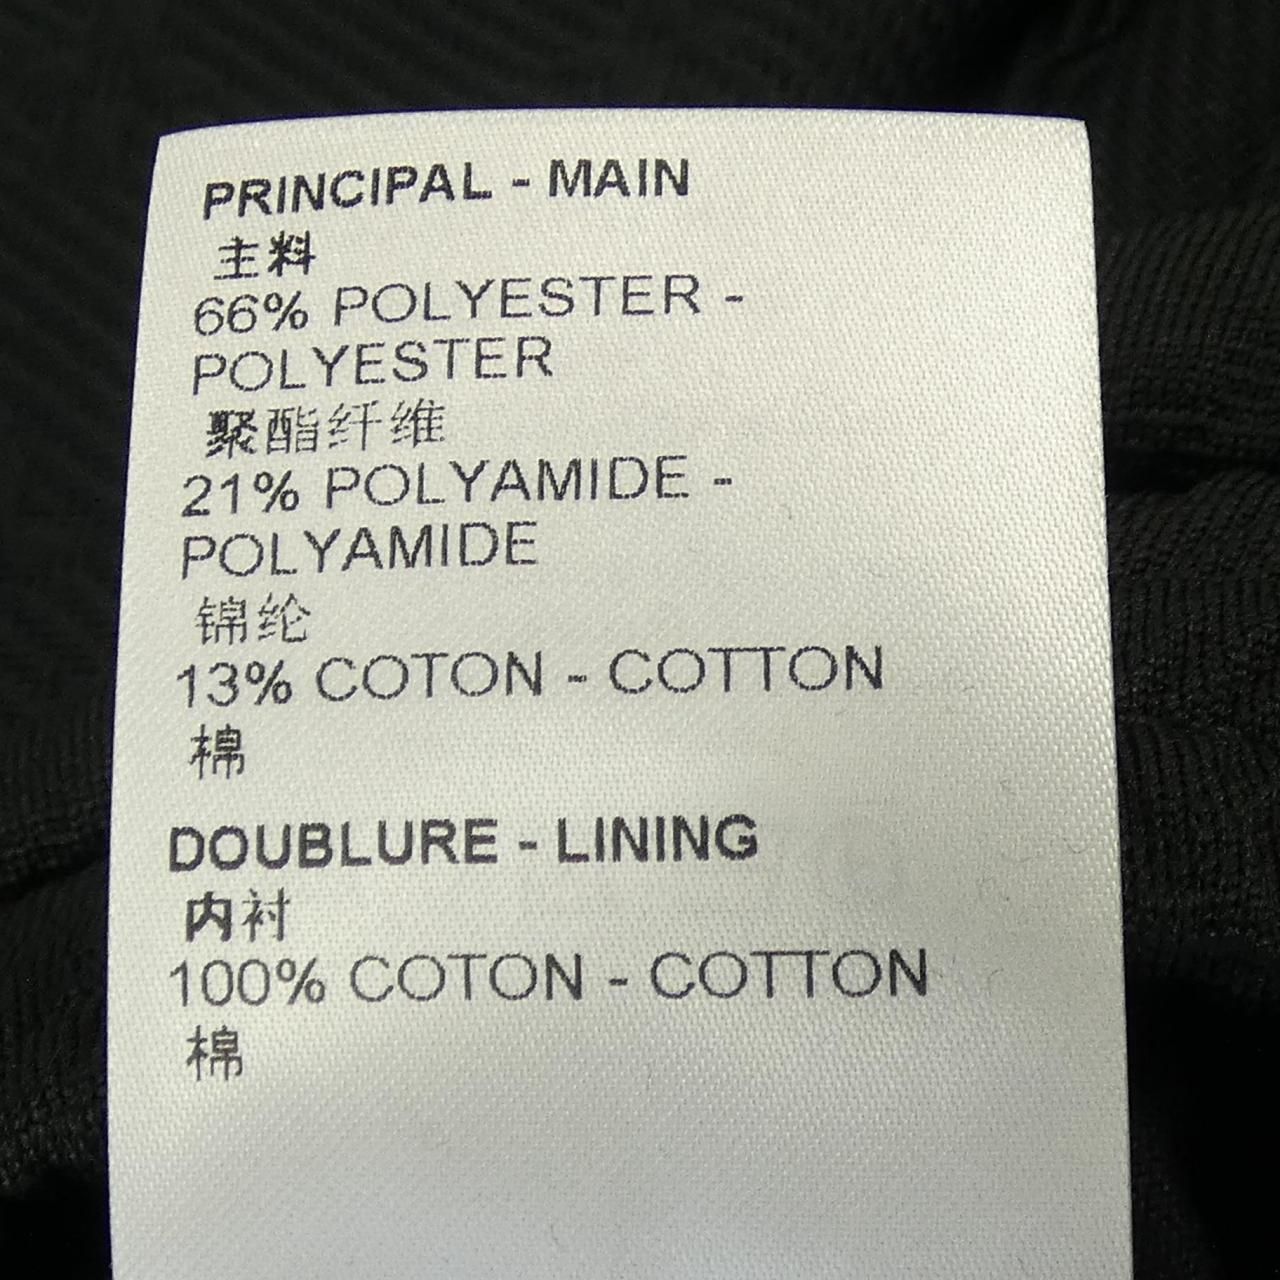 PRINCIPAL - MAIN
主料
66% POLYESTER -
POLYESTER
聚酯纤维
21% POLYAMIDE -
POLYAMIDE
锦纶
13% COTON - COTTON
棉
DOUBLURE - LINING
内衬
100% COTON - COTTON
棉